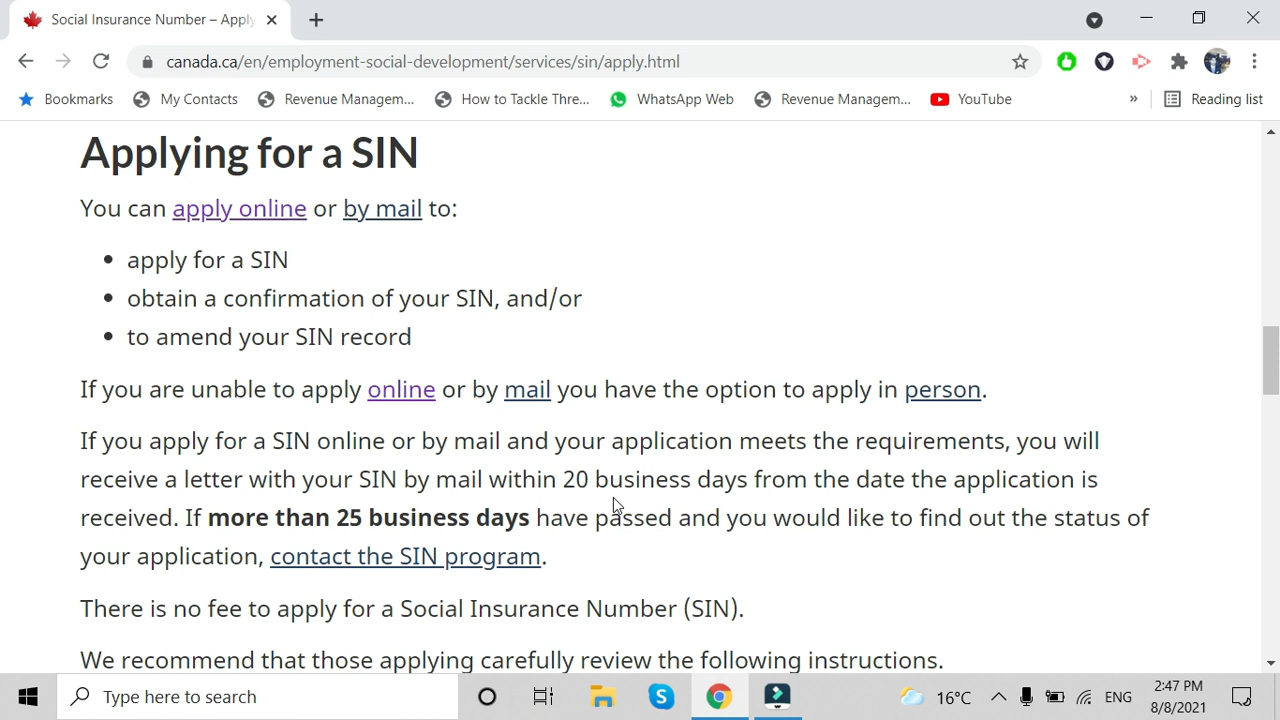 Social Insurance Number – Apply
canada.ca/en/employment-social-development/services/sin/apply.html
Bookmarks My Contacts Revenue Managem... How to Tackle Thre... WhatsApp Web Revenue Managem... YouTube » Reading list
Applying for a SIN
You can apply online or by mail to:
• apply for a SIN
• obtain a confirmation of your SIN, and/or
• to amend your SIN record
If you are unable to apply online or by mail you have the option to apply in person.
If you apply for a SIN online or by mail and your application meets the requirements, you will
receive a letter with your SIN by mail within 20 business days from the date the application is
received. If more than 25 business days have passed and you would like to find out the status of
your application, contact the SIN program.
There is no fee to apply for a Social Insurance Number (SIN).
We recommend that those applying carefully review the following instructions.
Type here to search
16°C
ENG
2:47 PM
8/8/2021